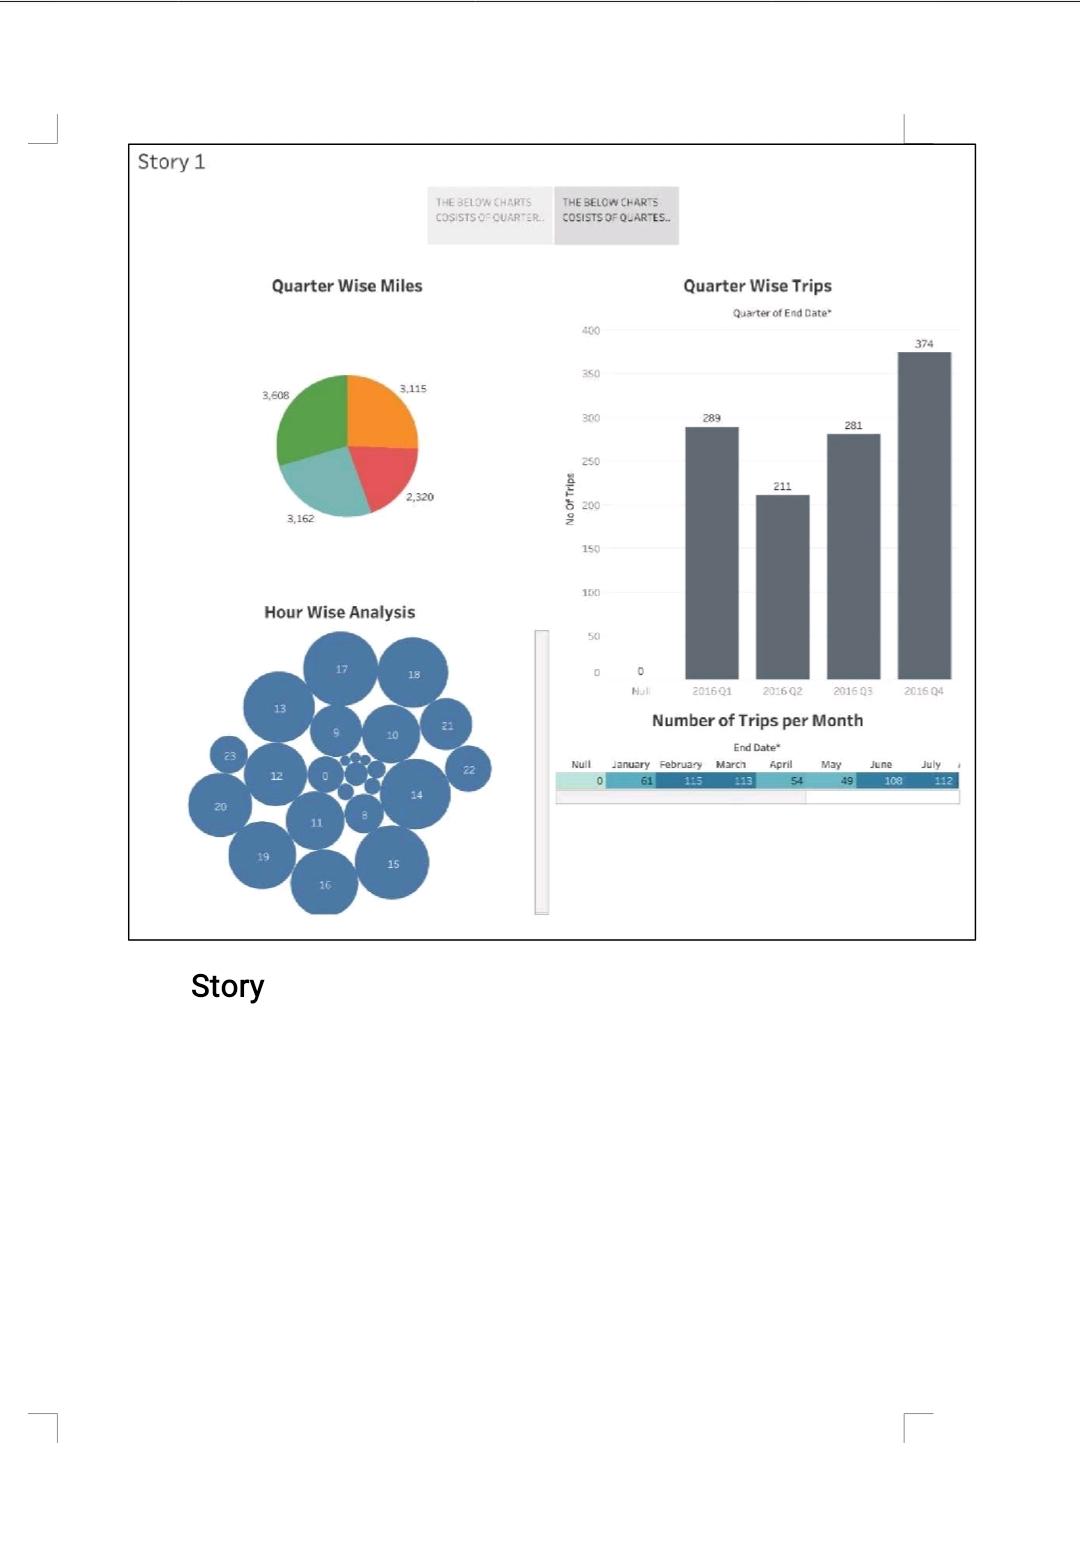 Story 1
THE BELOW CHARTS
COSISTS OF QUARTER..
THE BELOW CHARTS
COSISTS OF QUARTES..
Quarter Wise Miles
3,608
3,115
2,320
3,162
Quarter Wise Trips
Quarter of End Date*
No Of Trips
400
350
300
250
200
150
100
50
0
0
289
211
281
374
Null
2016 Q1
2016 Q2
2016 Q3
2016 Q4
Hour Wise Analysis
17
18
13
9
10
21
23
12
0
22
14
20
11
8
19
16
15
Number of Trips per Month
End Date*
Null January February March April May June July
0 61 115 113 54 49 108 112
Story